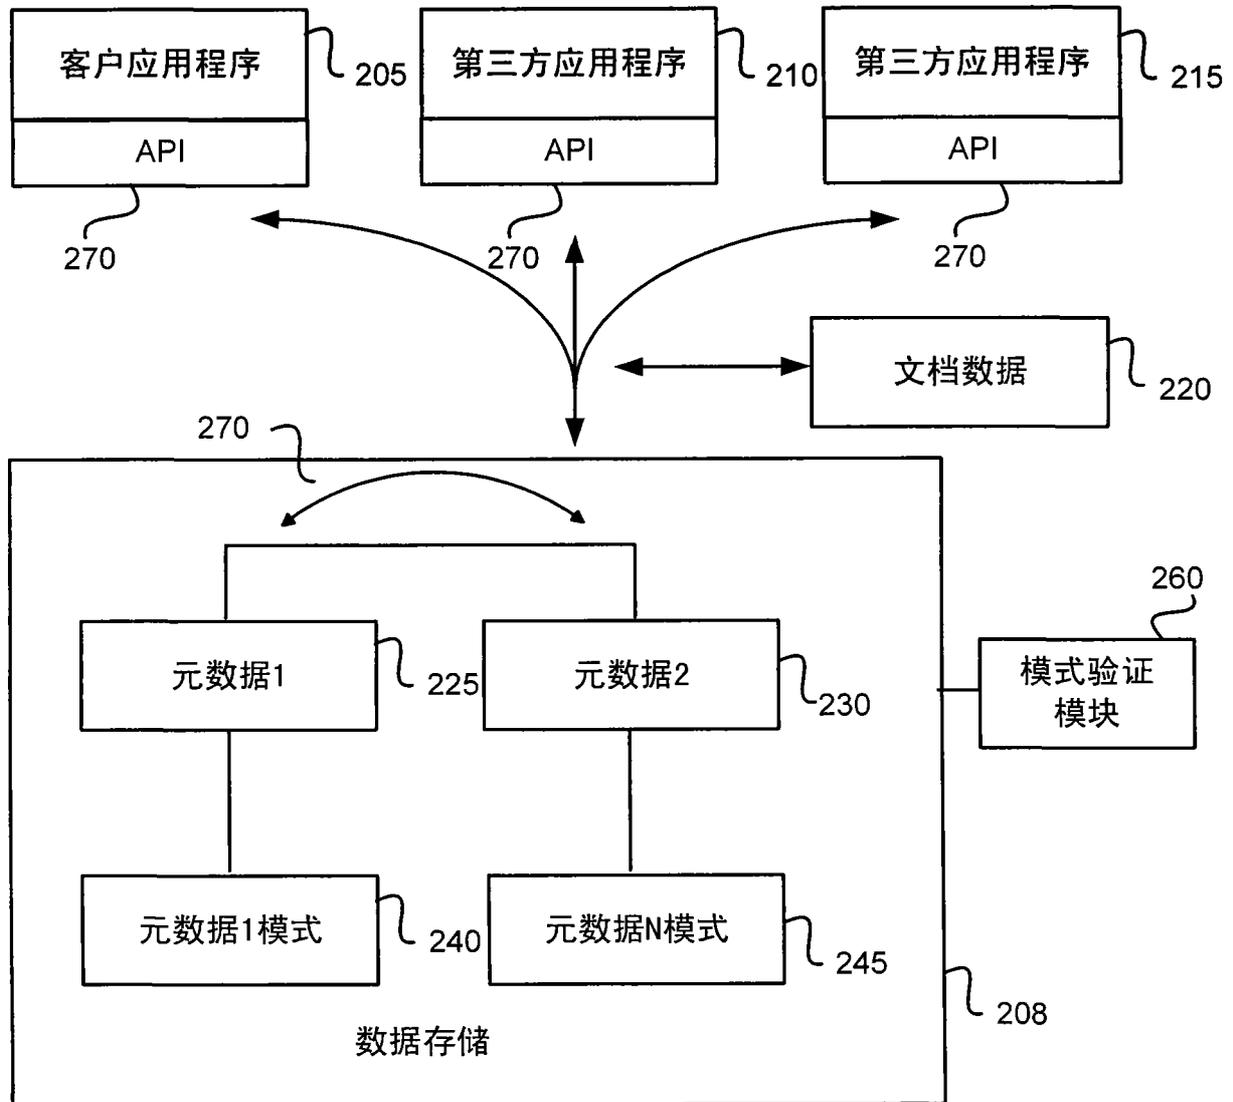 客户应用程序
205
第三方应用程序
210
第三方应用程序
215
API
API
API
270
270
270
文档数据
220
270
元数据1
225
元数据2
230
260
模式验证
模块
元数据1模式
240
元数据N模式
245
208
数据存储